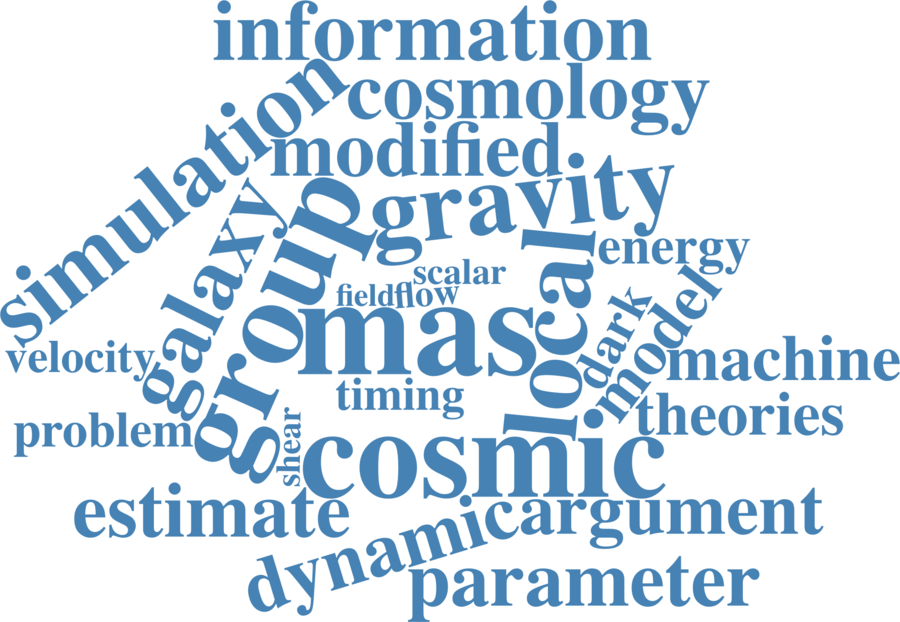 information
cosmology
simulation
modified
gravity
galaxy
group
local
energy
scalar
field
flow
mas
dark
model
velocity
machine
timing
theories
problem
shear
cosmic
estimate
argument
dynamic
parameter